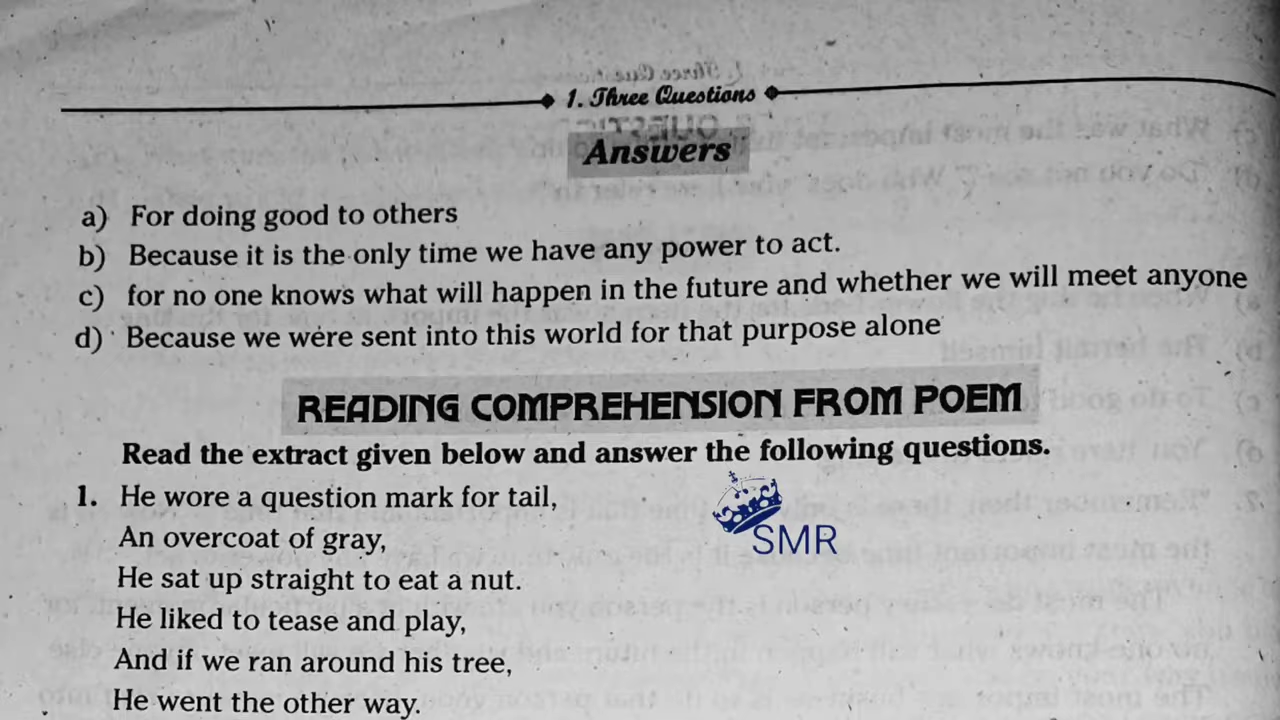 1. Three Questions
Answers
a) For doing good to others
b) Because it is the only time we have any power to act.
c) for no one knows what will happen in the future and whether we will meet anyone
d) Because we were sent into this world for that purpose alone
READING COMPREHENSION FROM POEM
Read the extract given below and answer the following questions.
1. He wore a question mark for tail,
An overcoat of gray,
He sat up straight to eat a nut.
He liked to tease and play,
And if we ran around his tree,
He went the other way.
SMR